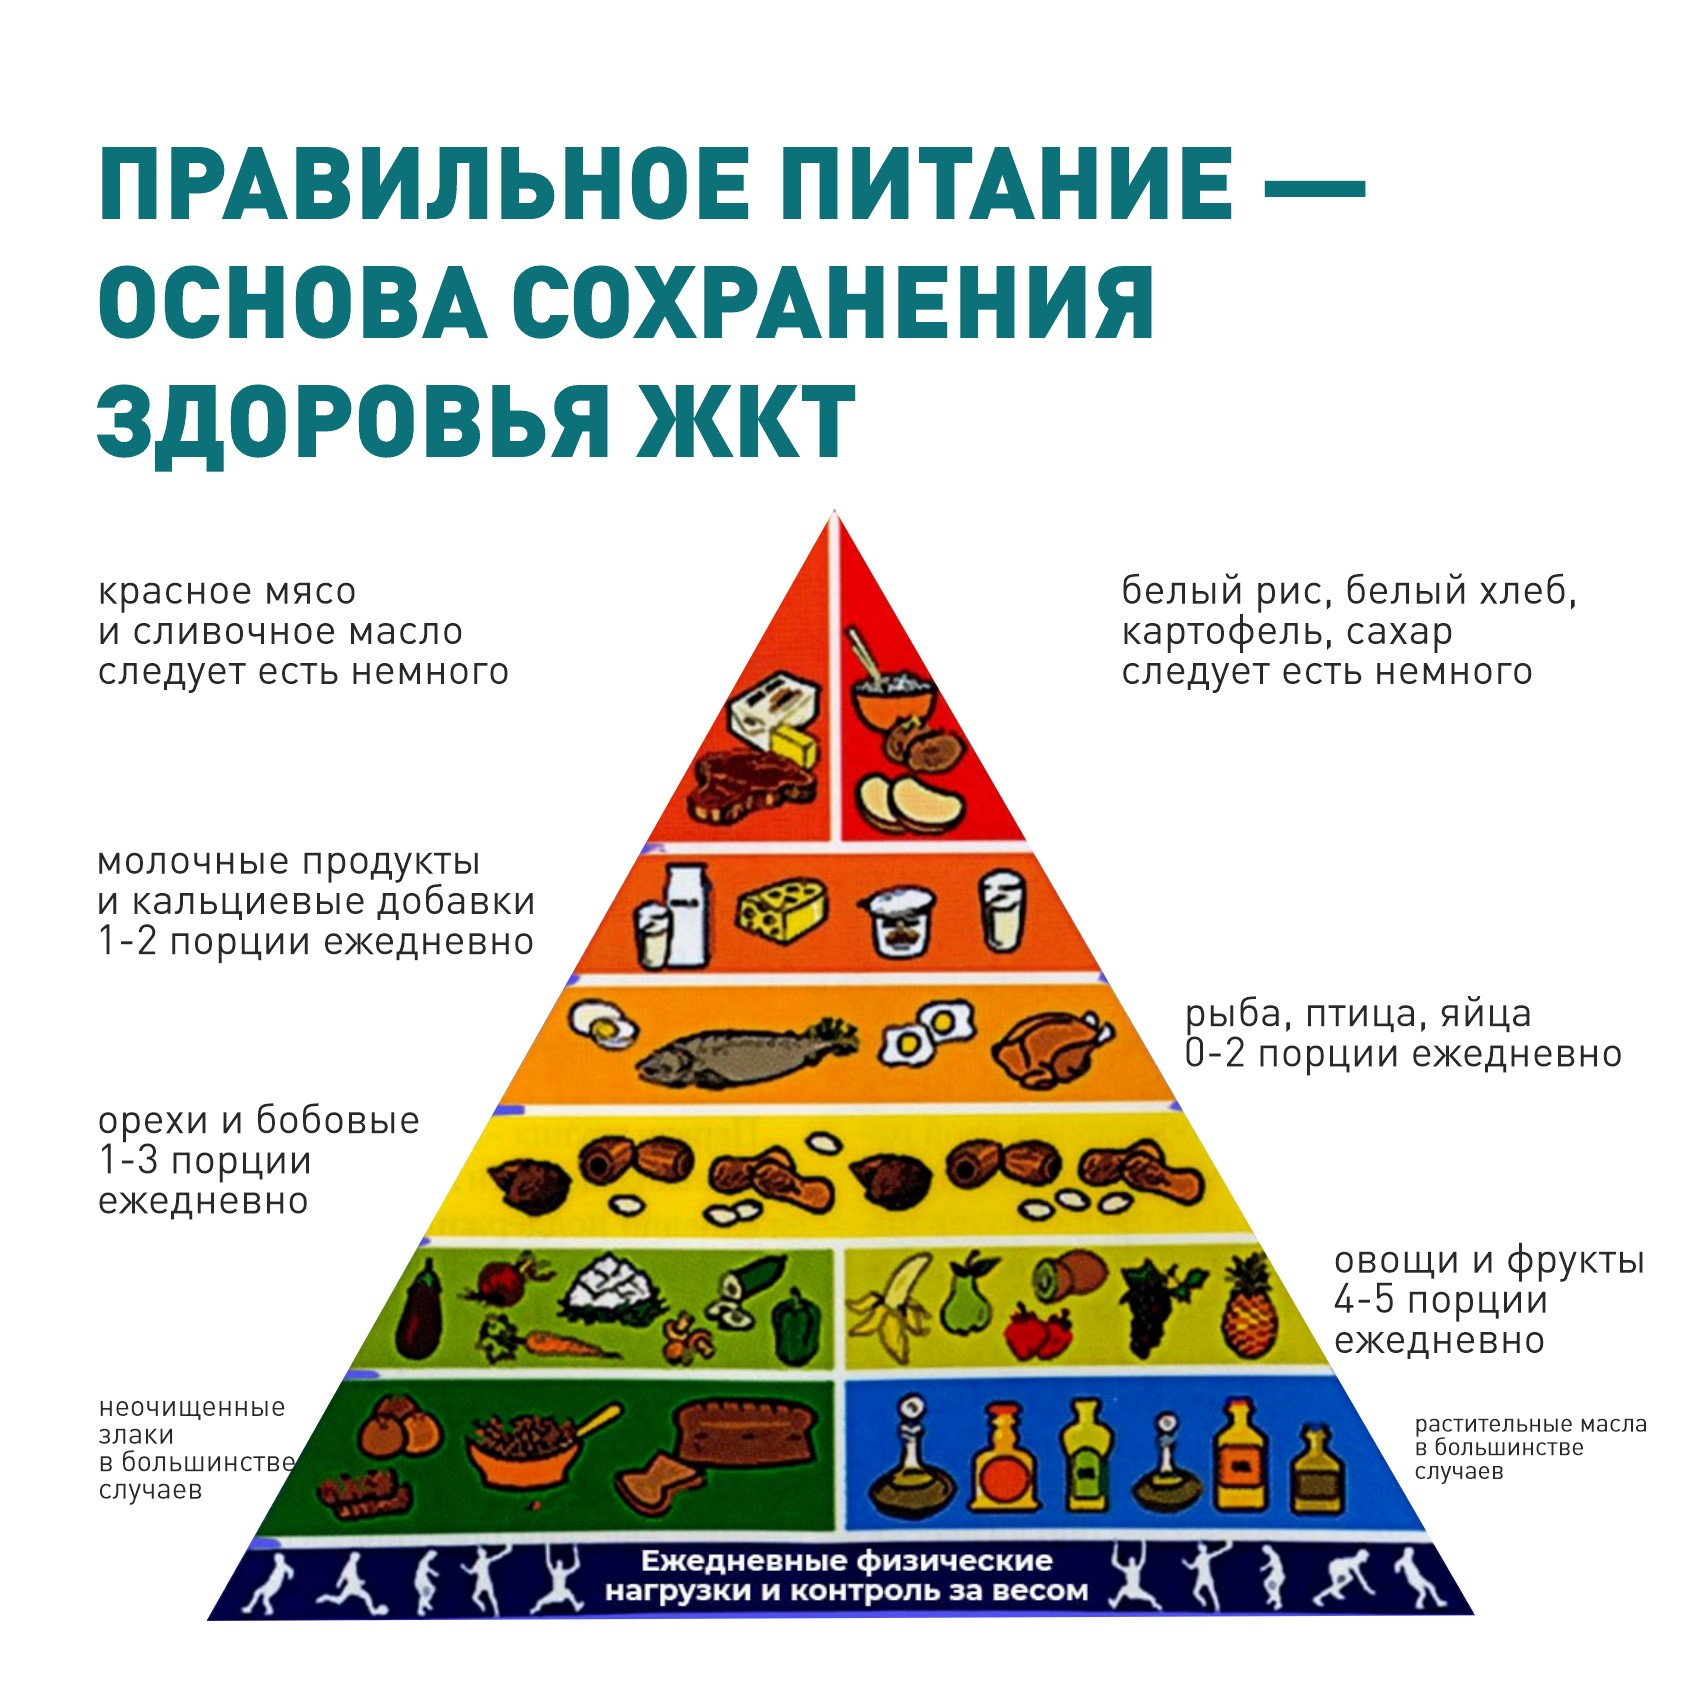 ПРАВИЛЬНОЕ ПИТАНИЕ —
ОСНОВА СОХРАНЕНИЯ
ЗДОРОВЬЯ ЖКТ
красное мясо
и сливочное масло
следует есть немного
белый рис, белый хлеб,
картофель, сахар
следует есть немного
молочные продукты
и кальциевые добавки
1-2 порции ежедневно
рыба, птица, яйца
0-2 порции ежедневно
орехи и бобовые
1-3 порции
ежедневно
овощи и фрукты
4-5 порции
ежедневно
неочищенные
злаки
в большинстве
случаев
растительные масла
в большинстве
случаев
Ежедневные физические
нагрузки и контроль за весом